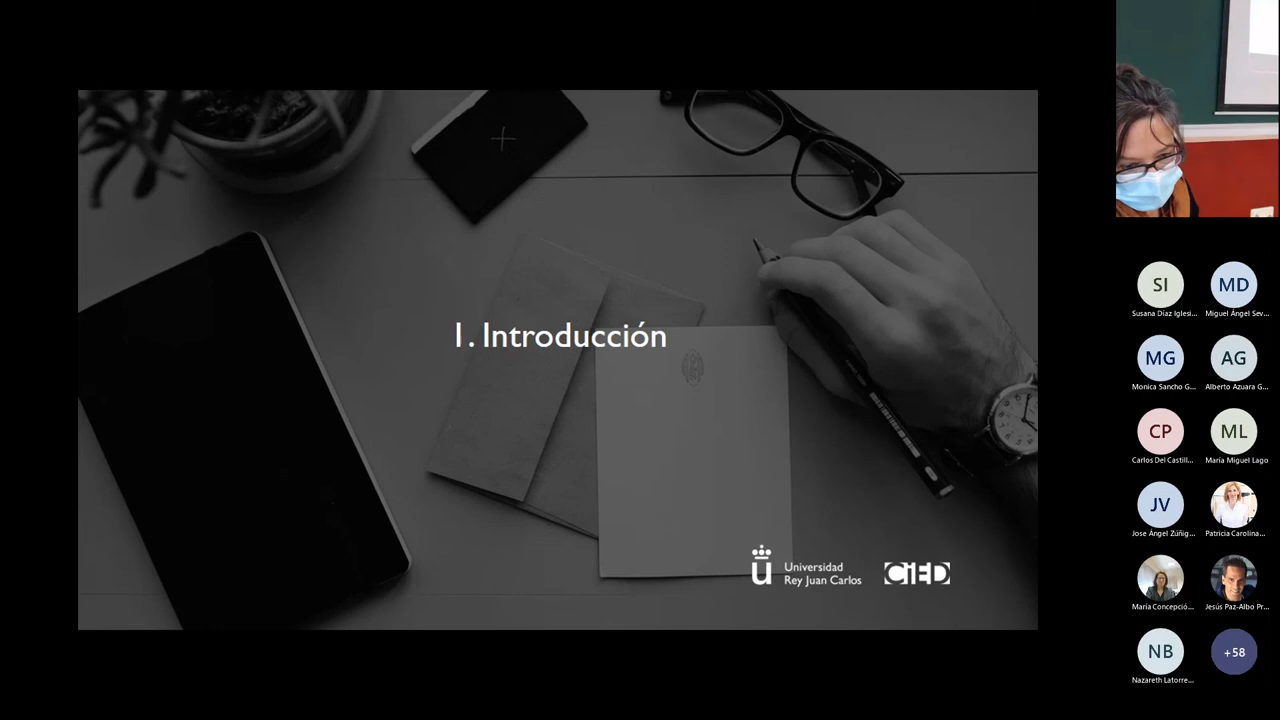 1. Introducción
ü Universidad
Rey Juan Carlos
CiED
SI
MD
Susana Díaz Iglesi...
Miguel Ángel Sev...
MG
AG
Monica Sancho G...
Alberto Azuara G...
CP
ML
Carlos Del Castill...
María Miguel Lago
JV
Jose Ángel Zúñig...
Patricia Carolina...
María Concepció...
Jesús Paz-Albo Pr...
NB
+58
Nazareth Latorre...